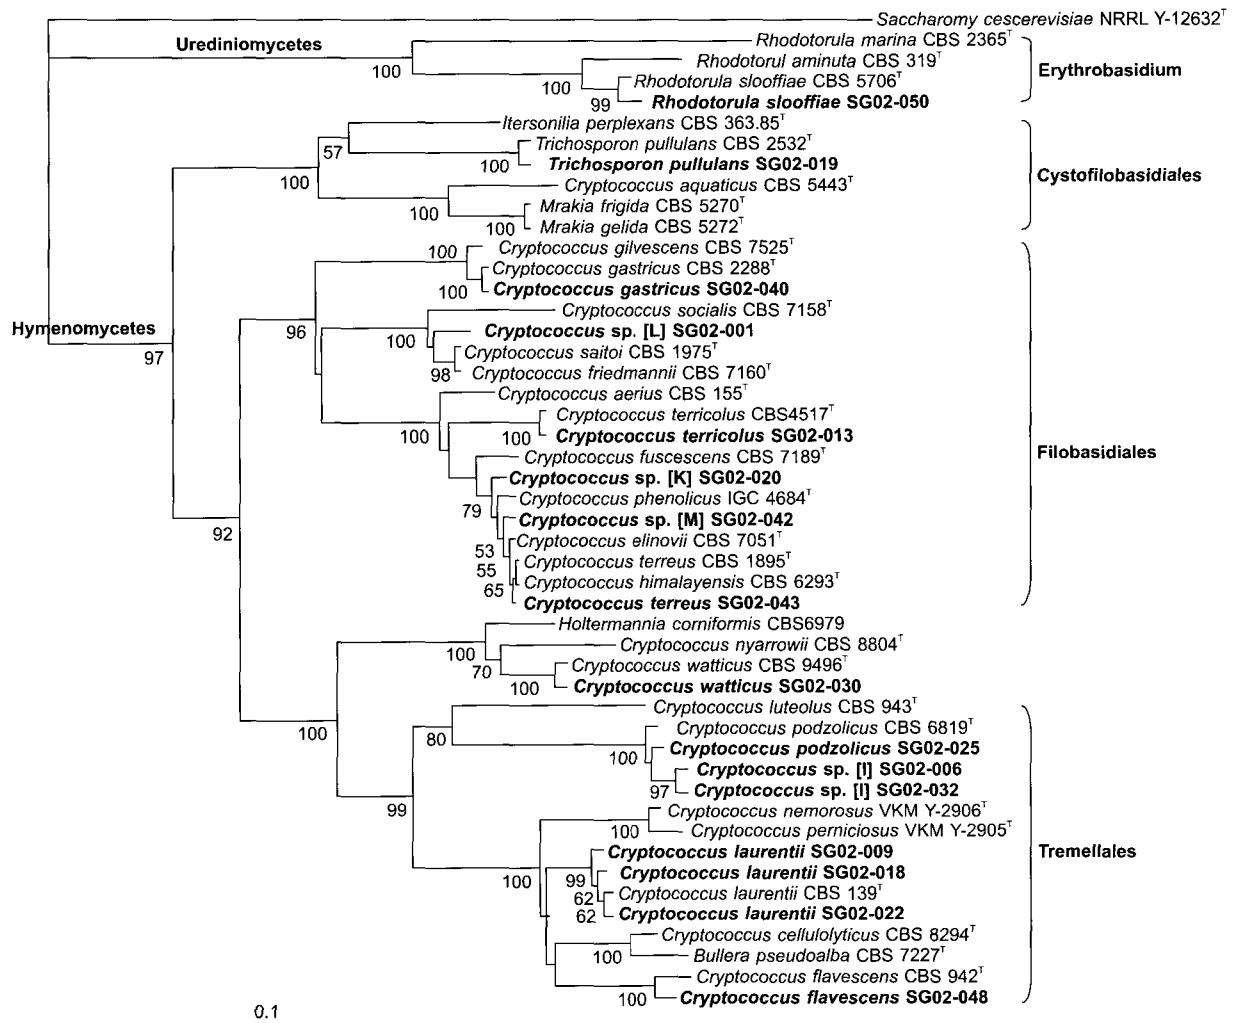 Saccharomy cescerevisiae NRRL Y-12632T
Urediniomycetes
Rhodotorula marina CBS 2365T
Rhodotorul aminuta CBS 319T
100
Erythrobasidium
Rhodotorula slooffiae CBS 5706T
100
99
Rhodotorula slooffiae SG02-050
Itersonilia perplexans CBS 363.85T
57
Trichosporon pullulans CBS 2532T
100
Trichosporon pullulans SG02-019
100
Cystofilobasidiales
Cryptococcus aquaticus CBS 5443T
Mrakia frigida CBS 5270T
100
100
Mrakia gelida CBS 5272T
100
Cryptococcus gilvescens CBS 7525T
Cryptococcus gastricus CBS 2288T
100
Cryptococcus gastricus SG02-040
Cryptococcus socialis CBS 7158T
Hymenomycetes
96
Cryptococcus sp. [L] SG02-001
100
97
Cryptococcus saitoi CBS 1975T
98
Cryptococcus friedmannii CBS 7160T
Cryptococcus aerius CBS 155T
Cryptococcus terricolus CBS4517T
100
100
Cryptococcus terricolus SG02-013
Cryptococcus fuscescens CBS 7189T
Filobasidiales
Cryptococcus sp. [K] SG02-020
Cryptococcus phenolicus IGC 4684T
79
Cryptococcus sp. [M] SG02-042
92
Cryptococcus elinovii CBS 7051T
53
Cryptococcus terreus CBS 1895T
55
Cryptococcus himalayensis CBS 6293T
65
Cryptococcus terreus SG02-043
Holtermannia corniformis CBS6979
Cryptococcus nyarrowii CBS 8804T
100
70
Cryptococcus watticus CBS 9496T
100
Cryptococcus watticus SG02-030
Cryptococcus luteolus CBS 943T
100
Cryptococcus podzolicus CBS 6819T
80
Cryptococcus podzolicus SG02-025
100
Cryptococcus sp. [I] SG02-006
97
Cryptococcus sp. [I] SG02-032
99
Cryptococcus nemorosus VKM Y-2906T
100
Cryptococcus perniciosus VKM Y-2905T
Cryptococcus laurentii SG02-009
Tremellales
Cryptococcus laurentii SG02-018
100
99
Cryptococcus laurentii CBS 139T
62
62
Cryptococcus laurentii SG02-022
Cryptococcus cellulolyticus CBS 8294T
100
Bullera pseudoalba CBS 7227T
Cryptococcus flavescens CBS 942T
100
Cryptococcus flavescens SG02-048
0.1